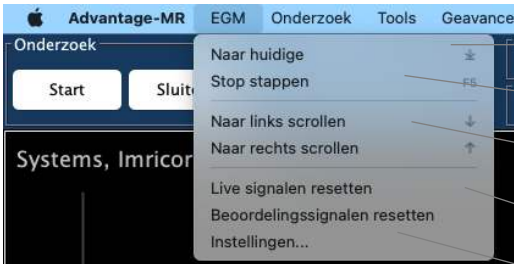 Advantage-MR EGM Onderzoek Tools Geavance
Onderzoek
Start Sluite
Naar huidige
Stop stappen F5
Naar links scrollen ↓
Naar rechts scrollen ↑
Systems, Imricor
Live signalen resetten
Beoordelingssignalen resetten
Instellingen...